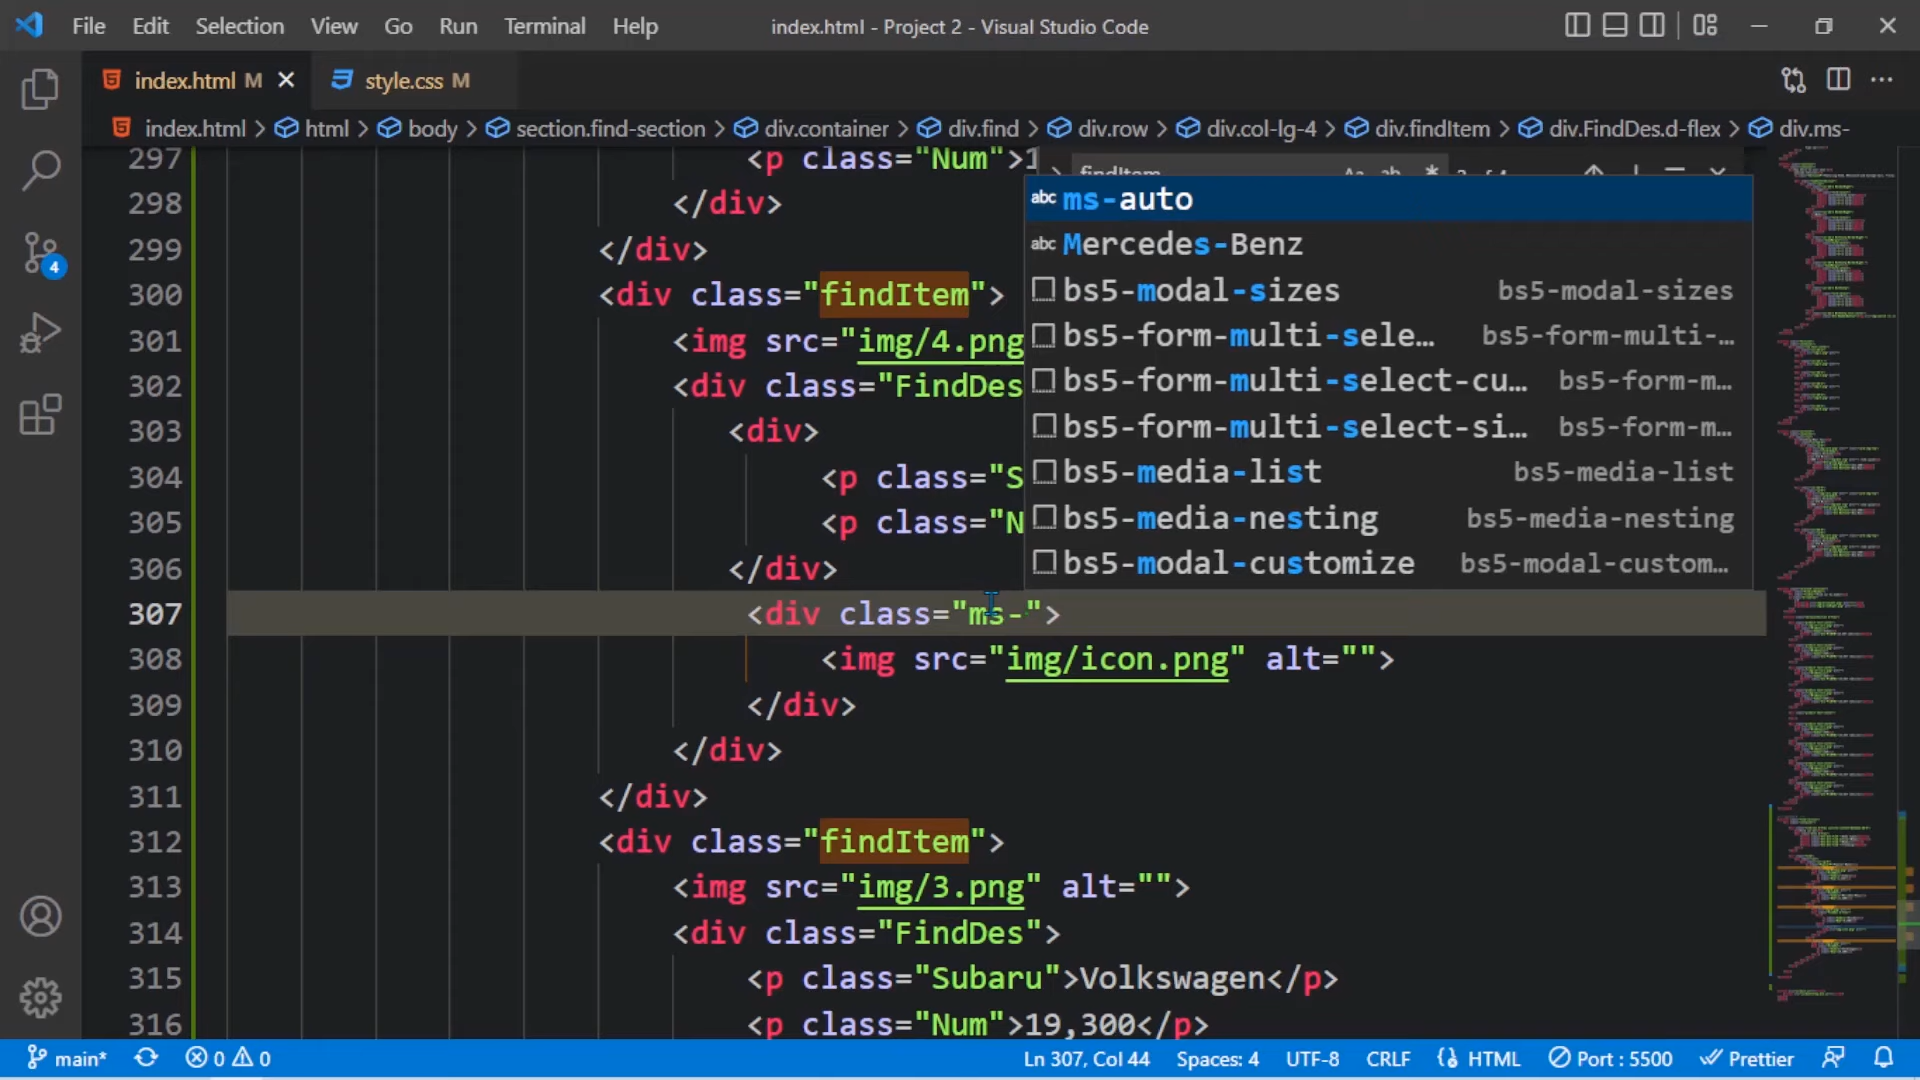 File Edit Selection View Go Run Terminal Help index.html - Project 2 - Visual Studio Code
index.html M style.css M
index.html > html > body > section.find-section > div.container > div.find > div.row > div.col-lg-4 > div.findItem > div.FindDes.d-flex > div.ms-
297 <p class="Num">1
298 </div>
299 </div>
300 <div class="findItem">
301 <img src="img/4.png
302 <div class="FindDes
303 <div>
304 <p class="S
305 <p class="N
306 </div>
307 <div class="ms-">
308 <img src="img/icon.png" alt="">
309 </div>
310 </div>
311 </div>
312 <div class="findItem">
313 <img src="img/3.png" alt="">
314 <div class="FindDes">
315 <p class="Subaru">Volkswagen</p>
316 <p class="Num">19,300</p>
abc ms-auto
abc Mercedes-Benz
bs5-modal-sizes bs5-modal-sizes
bs5-form-multi-sele… bs5-form-multi-…
bs5-form-multi-select-cu… bs5-form-m…
bs5-form-multi-select-si… bs5-form-m…
bs5-media-list bs5-media-list
bs5-media-nesting bs5-media-nesting
bs5-modal-customize bs5-modal-custom…
4
main* 0 0 Ln 307, Col 44 Spaces: 4 UTF-8 CRLF HTML Port : 5500 Prettier